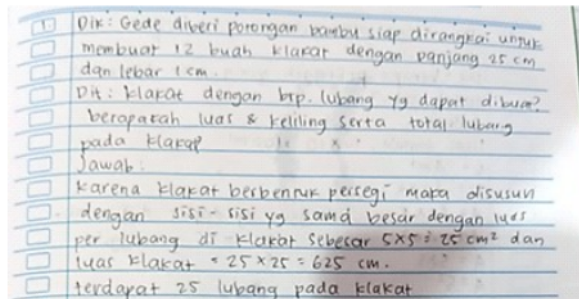 1. Dik: Gede diberi potongan bambu siap dirangkai untuk
membuat 12 buah klakat dengan panjang 25 cm
dan lebar 1 cm.
Dit: klakat dengan brp. lubang yg dapat dibuat?
berapakah luas & keliling serta total lubang
pada klakat
Jawab:
Karena klakat berbentuk persegi maka disusun
dengan sisi-sisi yg sama besar dengan luas
per lubang di klakat sebesar 5x5 = 25 cm² dan
luas klakat = 25 x 25 = 625 cm.
terdapat 25 lubang pada klakat